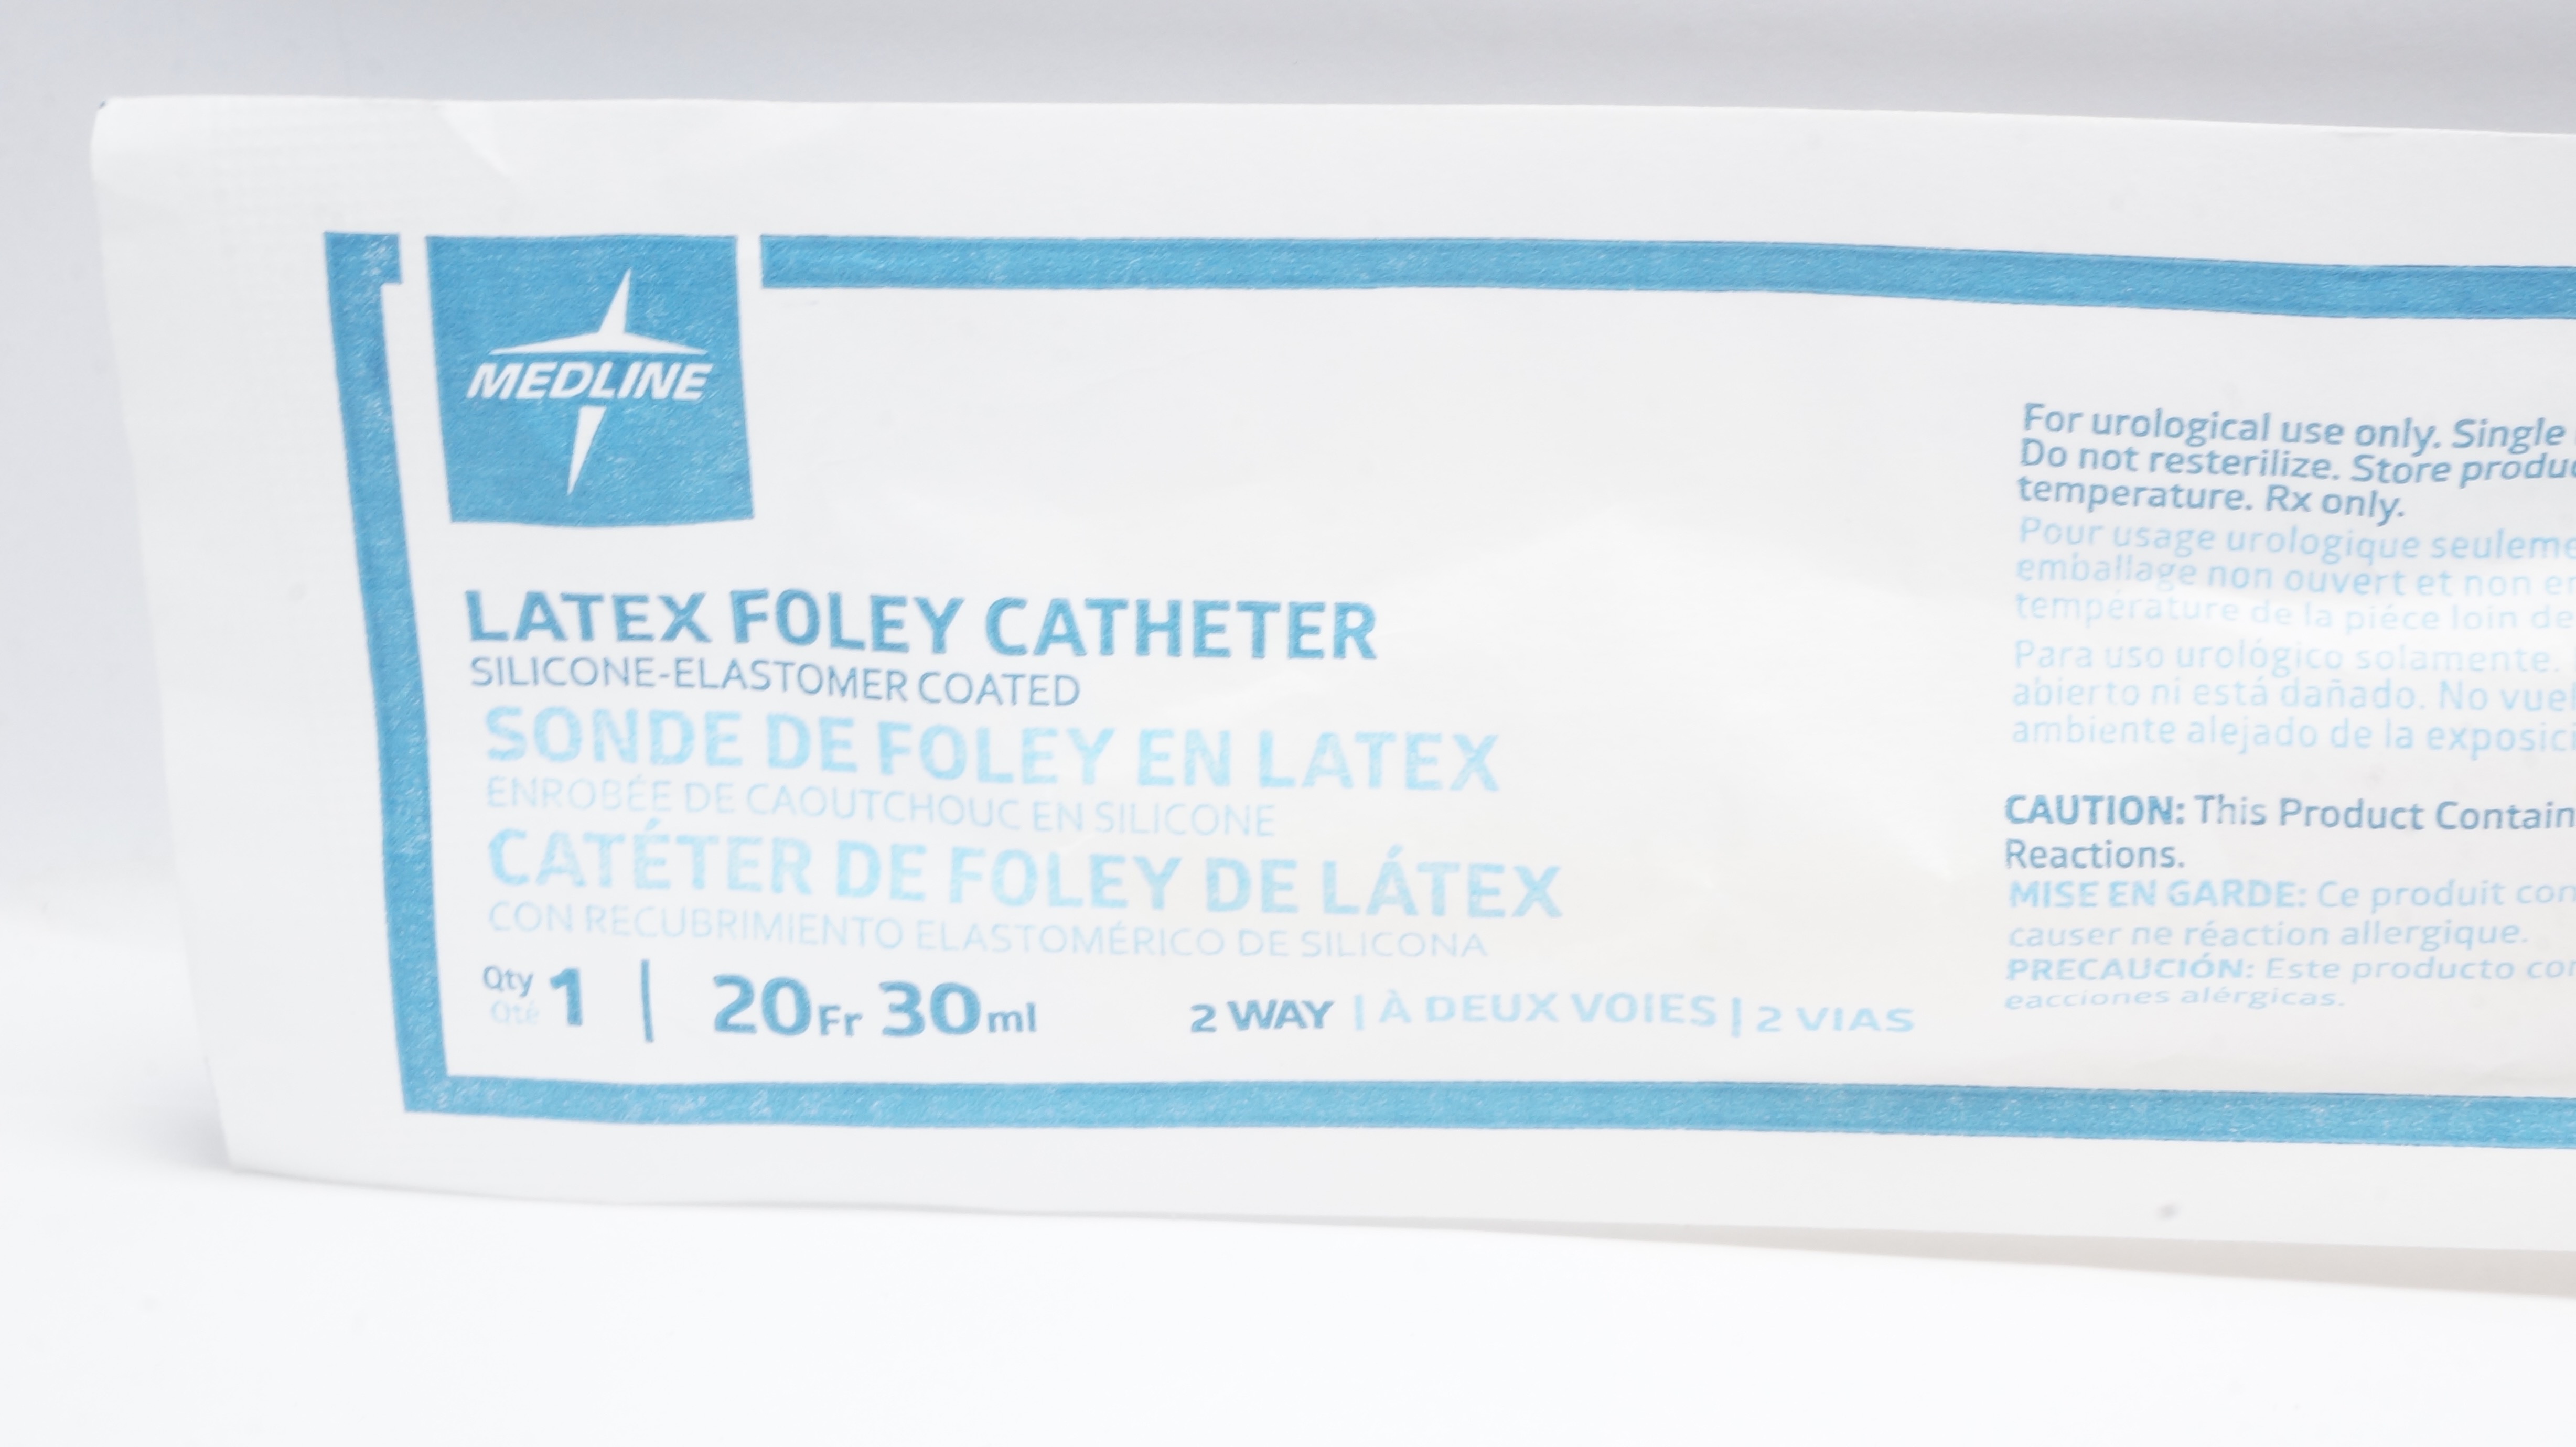 MEDLINE
LATEX FOLEY CATHETER
SILICONE-ELASTOMER COATED
SONDE DE FOLEY EN LATEX
ENROBÉE DE CAOUTCHOUC EN SILICONE
CATÉTER DE FOLEY DE LÁTEX
CON RECUBRIMIENTO ELASTOMÉRICO DE SILICONA
Qty 1 | 20Fr 30ml 2 WAY | À DEUX VOIES | 2 VIAS
Qté
For urological use only. Single
Do not resterilize. Store
temperature. Rx only.
Pour usage urologique
emballage non ouvert et non
température de la piéce loin de
Para uso urológico solamente.
abierto ni está dañado. No
ambiente alejado de la
CAUTION: This Product
Reactions.
MISE EN GARDE: Ce produit
causer ne réaction allergique.
PRECAUCIÓN: Este producto
eacciones alérgicas.